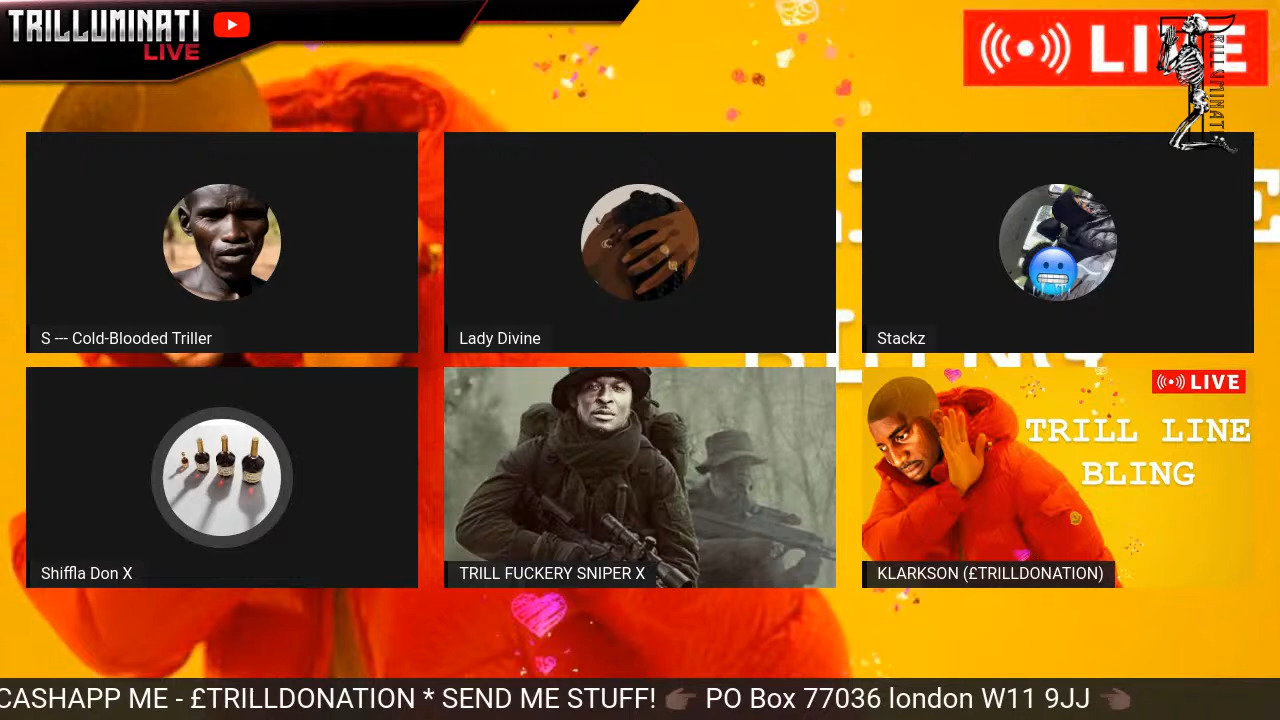 TRILLUMINATI
LIVE
LIVE
TRILLUMINATI
S --- Cold-Blooded Triller
Lady Divine
Stackz
LIVE
TRILL LINE
BLING
Shiffla Don X
TRILL FUCKERY SNIPER X
KLARKSON (£TRILLDONATION)
CASHAPP ME - £TRILLDONATION * SEND ME STUFF! 👉🏿 PO Box 77036 london W11 9JJ 👈🏿